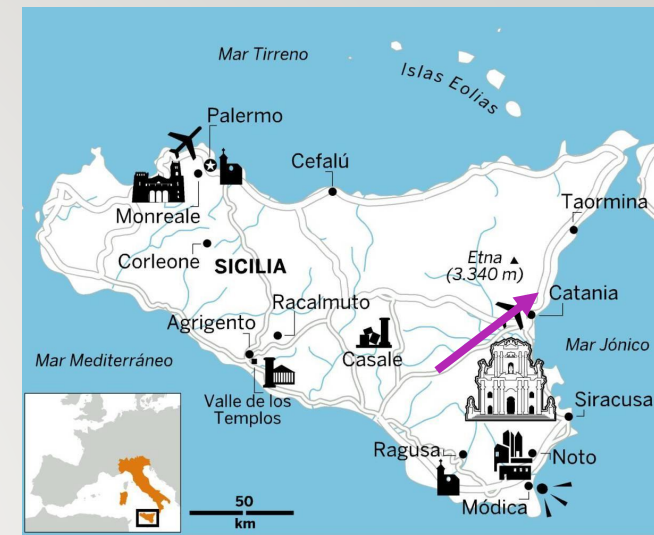 Mar Tirreno
Islas Eolias
Palermo
Cefalú
Monreale
Taormina
Corleone
SICILIA
Etna
(3.340 m)
Racalmuto
Catania
Agrigento
Casale
Mar Jónico
Mar Mediterráneo
Valle de los
Templos
Siracusa
Ragusa
Noto
Módica
50
km